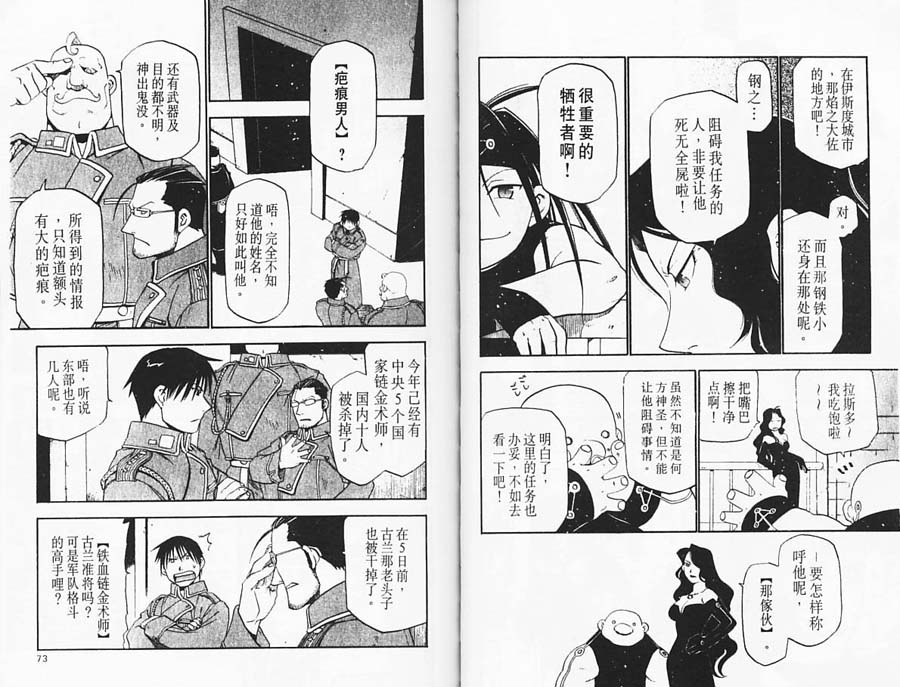 在伊斯度城市
，那焰之大佐
的地方吧！
对。
而且那钢铁小
还身在那处呢。
钢之…
阻碍我任务的
人，非要让他
死无全屍啦！
很重要的
牺牲者啊！
拉斯多～
我吃饱啦
～
把嘴巴
擦干净
点啊！
虽然不知道是何
方神圣，但不能
让他阻碍事情。
明白了，
这里的任务也
办妥，不如去
看一下吧！
－要怎样称
呼他呢，
【那傢伙】
【疤痕男人】？
唔，完全不知
道他的姓名，
只好如此叫他。
还有武器及
目的都不明，
神出鬼没。
所得到的情报
，只知道额头
有大的疤痕。
今年己经有
中央5个国
家链金术师，
国内十人
被杀掉了。
唔，听说
东部也有
几人呢。
在5日前，
古兰那老头子
也被干掉了。
【铁血链金术师】
古兰准将吗？
可是军队格斗
的高手哩？
73